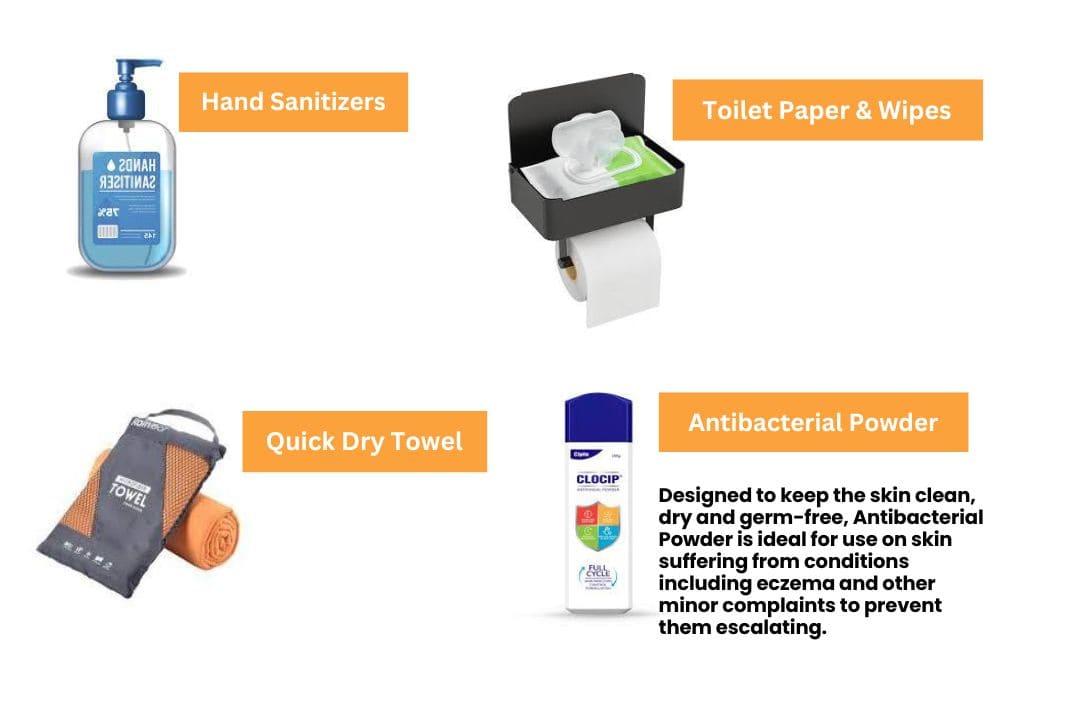 Hand Sanitizers
HANDS
SANITISER
75%
145
Toilet Paper & Wipes
Quick Dry Towel
TOWEL
Antibacterial Powder
Cipla
CLOCIP
FULL
CYCLE
Designed to keep the skin clean,
dry and germ-free, Antibacterial
Powder is ideal for use on skin
suffering from conditions
including eczema and other
minor complaints to prevent
them escalating.